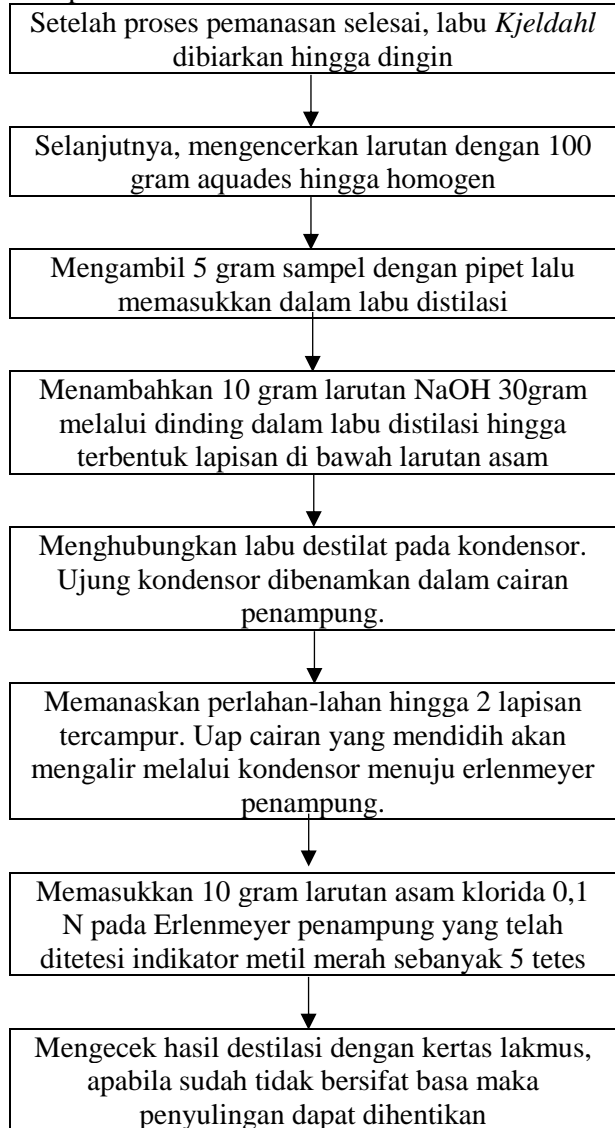 Setelah proses pemanasan selesai, labu Kjeldahl
dibiarkan hingga dingin
Selanjutnya, mengencerkan larutan dengan 100
gram aquades hingga homogen
Mengambil 5 gram sampel dengan pipet lalu
memasukkan dalam labu distilasi
Menambahkan 10 gram larutan NaOH 30gram
melalui dinding dalam labu distilasi hingga
terbentuk lapisan di bawah larutan asam
Menghubungkan labu destilat pada kondensor.
Ujung kondensor dibenamkan dalam cairan
penampung.
Memanaskan perlahan-lahan hingga 2 lapisan
tercampur. Uap cairan yang mendidih akan
mengalir melalui kondensor menuju erlenmeyer
penampung.
Memasukkan 10 gram larutan asam klorida 0,1
N pada Erlenmeyer penampung yang telah
ditetesi indikator metil merah sebanyak 5 tetes
Mengecek hasil destilasi dengan kertas lakmus,
apabila sudah tidak bersifat basa maka
penyulingan dapat dihentikan